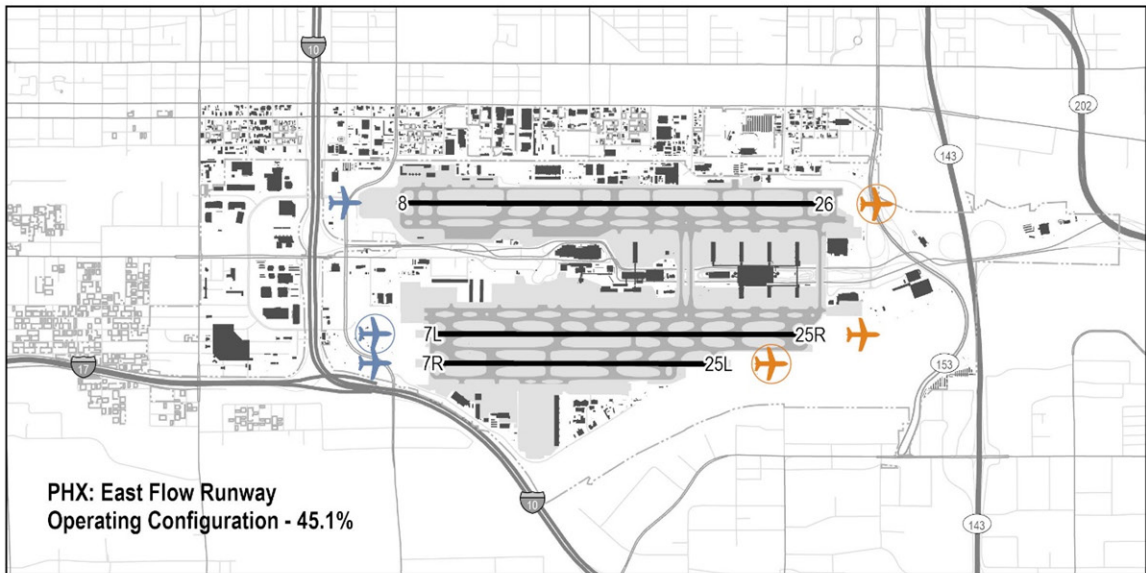 10
202
143
8
26
7L
25R
7R
25L
17
153
10
143
PHX: East Flow Runway
Operating Configuration - 45.1%